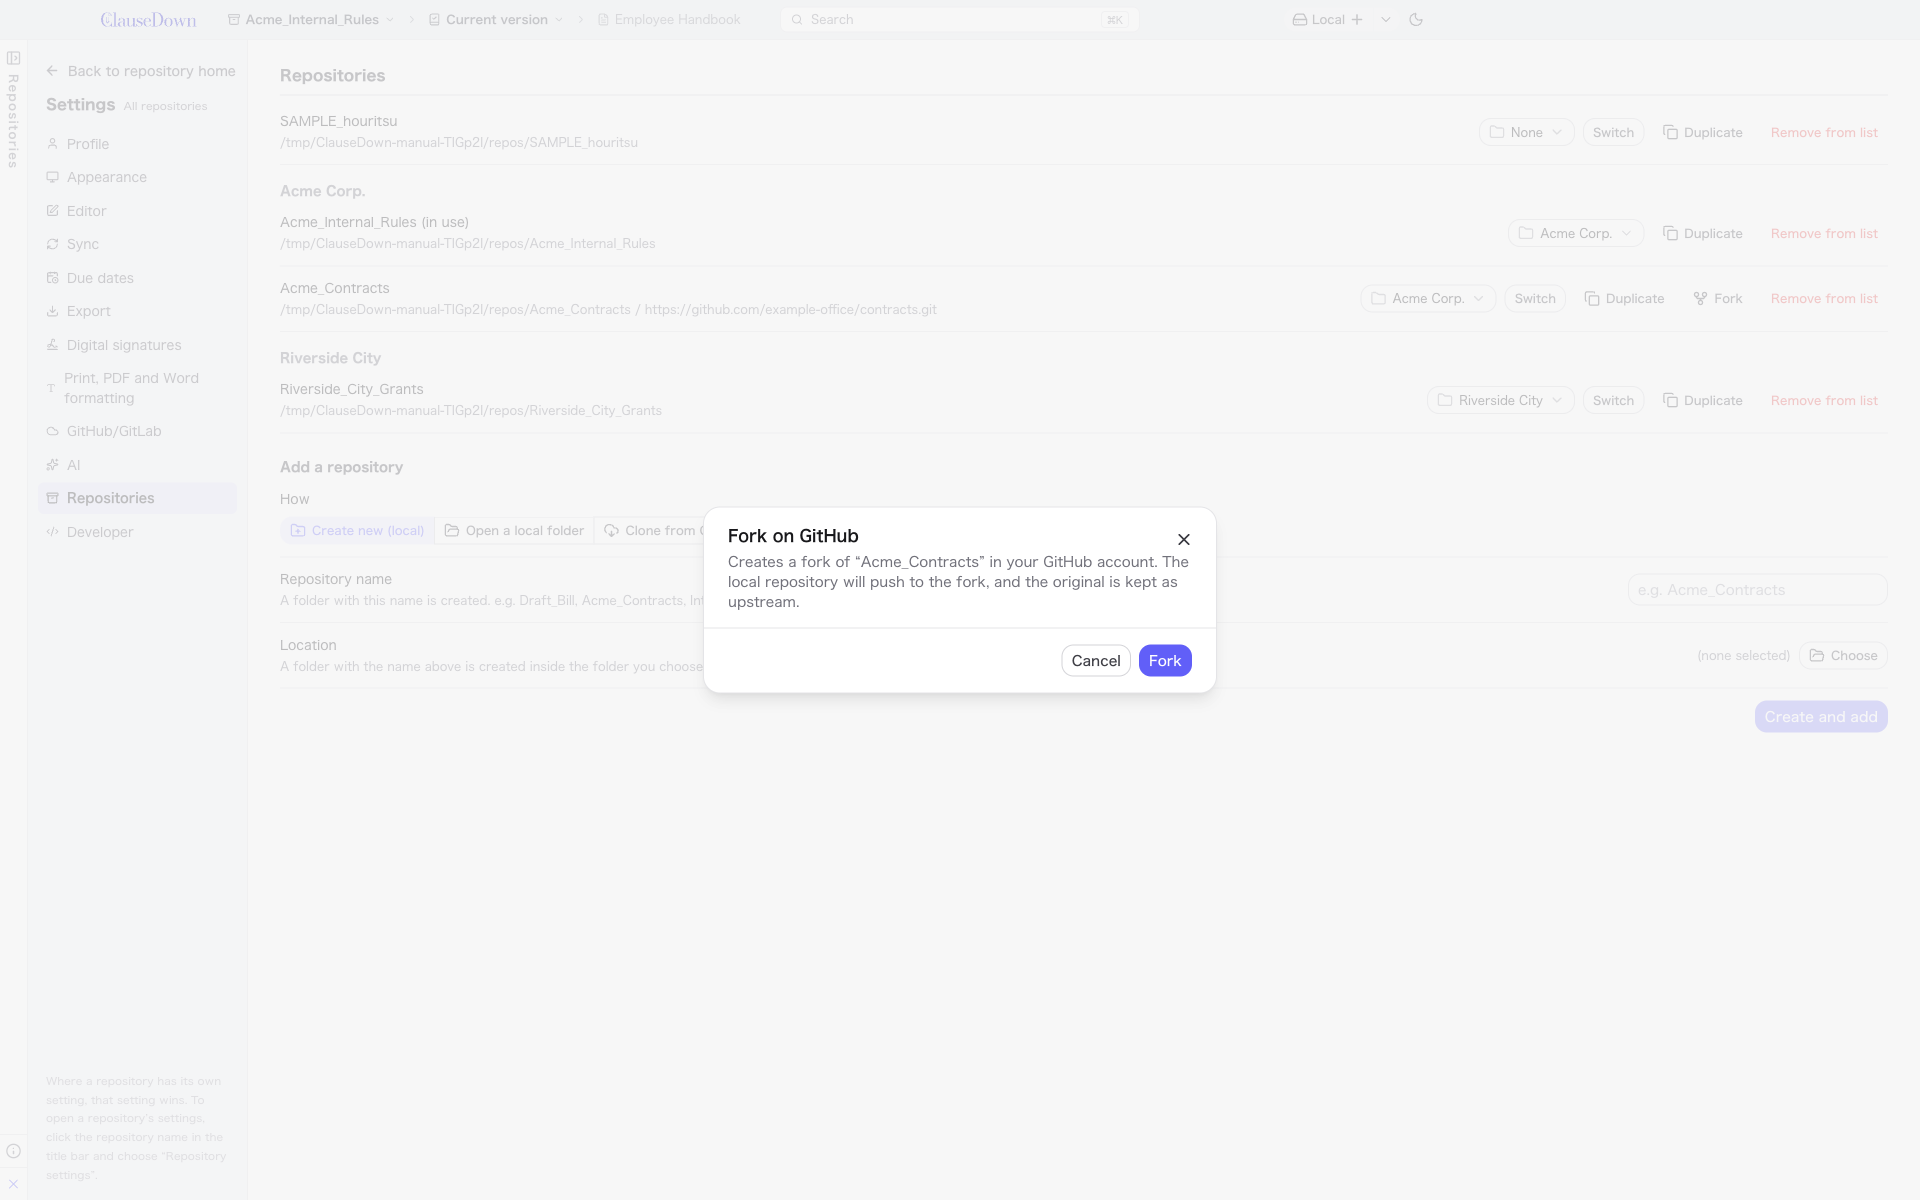 ClauseDown
Acme_Internal_Rules
Current version
Employee Handbook
Search
⌘K
Local
Repositories
Back to repository home
Settings All repositories
Profile
Appearance
Editor
Sync
Due dates
Export
Digital signatures
Print, PDF and Word
formatting
GitHub/GitLab
AI
Repositories
Developer
Where a repository has its own
setting, that setting wins. To
open a repository's settings,
click the repository name in the
title bar and choose "Repository
settings".
Repositories
SAMPLE_houritsu
/tmp/ClauseDown-manual-TIGp2I/repos/SAMPLE_houritsu
None Switch Duplicate Remove from list
Acme Corp.
Acme_Internal_Rules (in use)
/tmp/ClauseDown-manual-TIGp2I/repos/Acme_Internal_Rules
Acme Corp. Duplicate Remove from list
Acme_Contracts
/tmp/ClauseDown-manual-TIGp2I/repos/Acme_Contracts / https://github.com/example-office/contracts.git
Acme Corp. Switch Duplicate Fork Remove from list
Riverside City
Riverside_City_Grants
/tmp/ClauseDown-manual-TIGp2I/repos/Riverside_City_Grants
Riverside City Switch Duplicate Remove from list
Add a repository
How
Create new (local) Open a local folder Clone from
Repository name
A folder with this name is created. e.g. Draft_Bill, Acme_Contracts,
e.g. Acme_Contracts
Location
A folder with the name above is created inside the folder you choose
(none selected) Choose
Create and add
Fork on GitHub
Creates a fork of “Acme_Contracts” in your GitHub account. The
local repository will push to the fork, and the original is kept as
upstream.
Cancel Fork